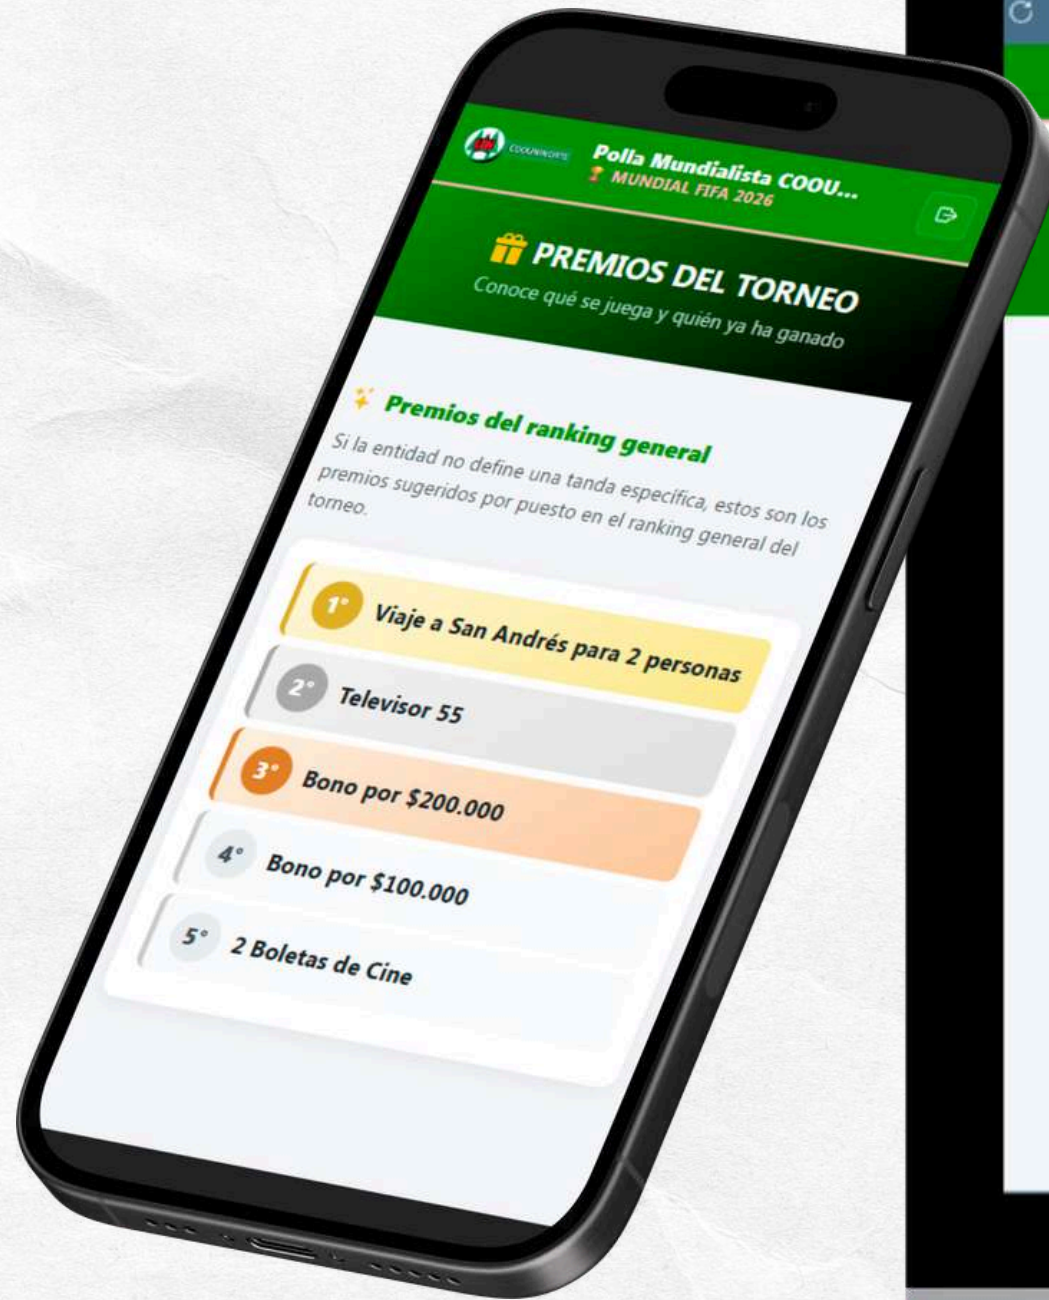 COOUNINORTE
Polla Mundialista COOU...
MUNDIAL FIFA 2026
PREMIOS DEL TORNEO
Conoce qué se juega y quién ya ha ganado
Premios del ranking general
Si la entidad no define una tanda específica, estos son los
premios sugeridos por puesto en el ranking general del
torneo.
1° Viaje a San Andrés para 2 personas
2° Televisor 55
3° Bono por $200.000
4° Bono por $100.000
5° 2 Boletas de Cine